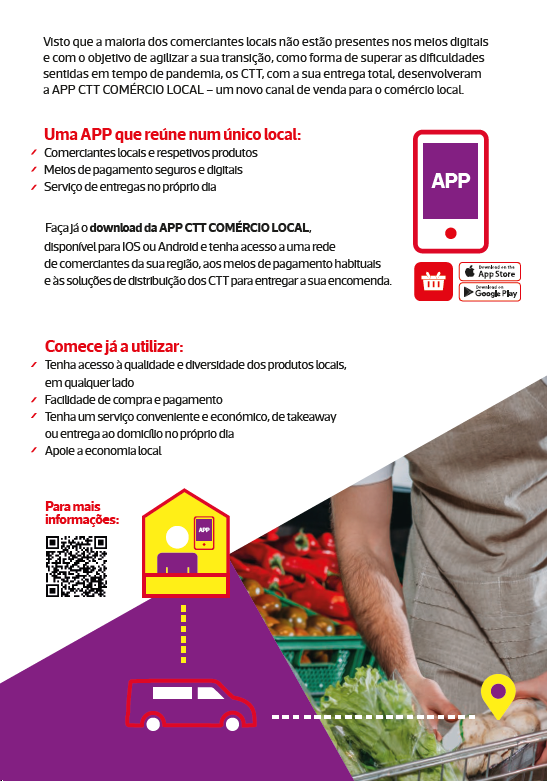 Visto que a maioria dos comerciantes locais não estão presentes nos meios digitais
e com o objetivo de agilizar a sua transição, como forma de superar as dificuldades
sentidas em tempo de pandemia, os CTT, com a sua entrega total, desenvolveram
a APP CTT COMÉRCIO LOCAL – um novo canal de venda para o comércio local.
Uma APP que reúne num único local:
Comerciantes locais e respetivos produtos
Meios de pagamento seguros e digitais
Serviço de entregas no próprio dia
APP
Faça já o download da APP CTT COMÉRCIO LOCAL,
disponível para IOS ou Android e tenha acesso a uma rede
de comerciantes da sua região, aos meios de pagamento habituais
e às soluções de distribuição dos CTT para entregar a sua encomenda.
Download on the
App Store
Download on
Google Play
Comece já a utilizar:
Tenha acesso à qualidade e diversidade dos produtos locais,
em qualquer lado
Facilidade de compra e pagamento
Tenha um serviço conveniente e económico, de takeaway
ou entrega ao domicílio no próprio dia
Apoie a economia local
Para mais
informações:
APP